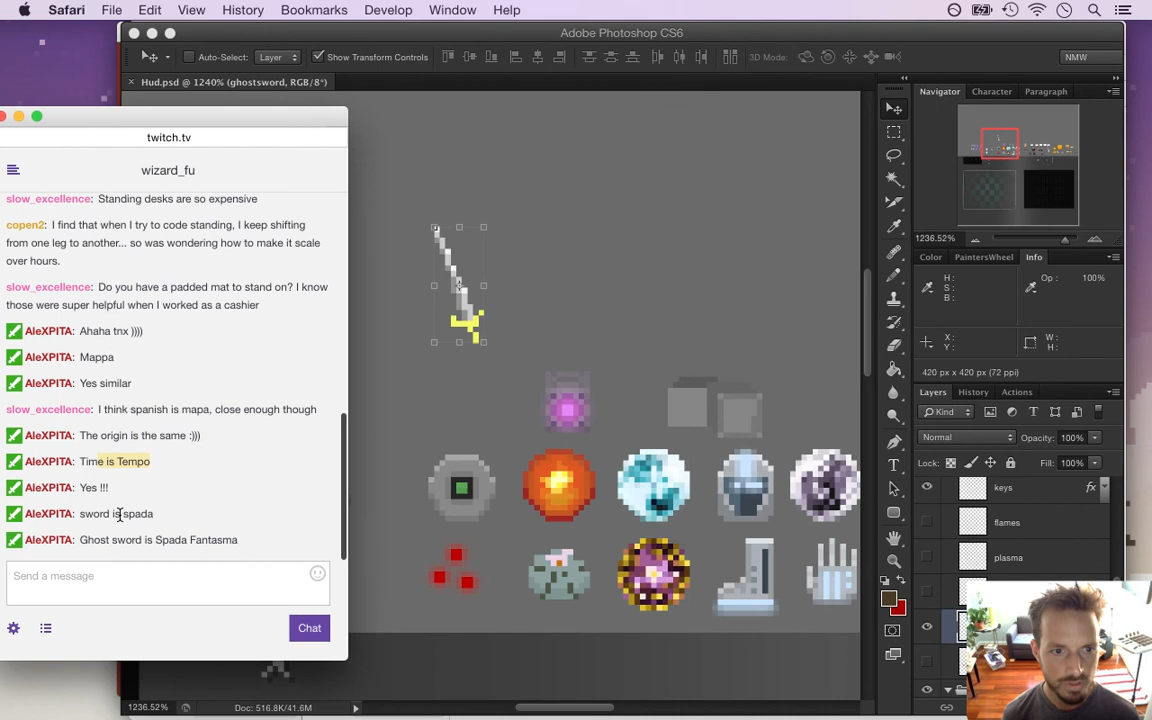 Safari File Edit View History Bookmarks Develop Window Help
Adobe Photoshop CS6
Auto-Select: Layer Show Transform Controls 3D Mode: NMW
× Hud.psd @ 1240% (ghostsword, RGB/8*)
Navigator Character Paragraph
twitch.tv
wizard_fu
slow_excellence: Standing desks are so expensive
copen2: I find that when I try to code standing, I keep shifting
from one leg to another... so was wondering how to make it scale
over hours.
slow_excellence: Do you have a padded mat to stand on? I know
those were super helpful when I worked as a cashier
AleXPITA: Ahaha tnx ))))
AleXPITA: Mappa
AleXPITA: Yes similar
slow_excellence: I think spanish is mapa, close enough though
AleXPITA: The origin is the same :)))
AleXPITA: Time is Tempo
AleXPITA: Yes !!!
AleXPITA: sword is spada
AleXPITA: Ghost sword is Spada Fantasma
Send a message
Chat
1236.52%
Color PaintersWheel Info
H: Op: 100%
S:
B:
X: W:
Y: H:
420 px x 420 px (72 ppi)
Layers History Actions
Kind
Normal Opacity: 100%
Lock: Fill: 100%
keys fx
flames
plasma
1236.52% Doc: 516.8K/41.6M